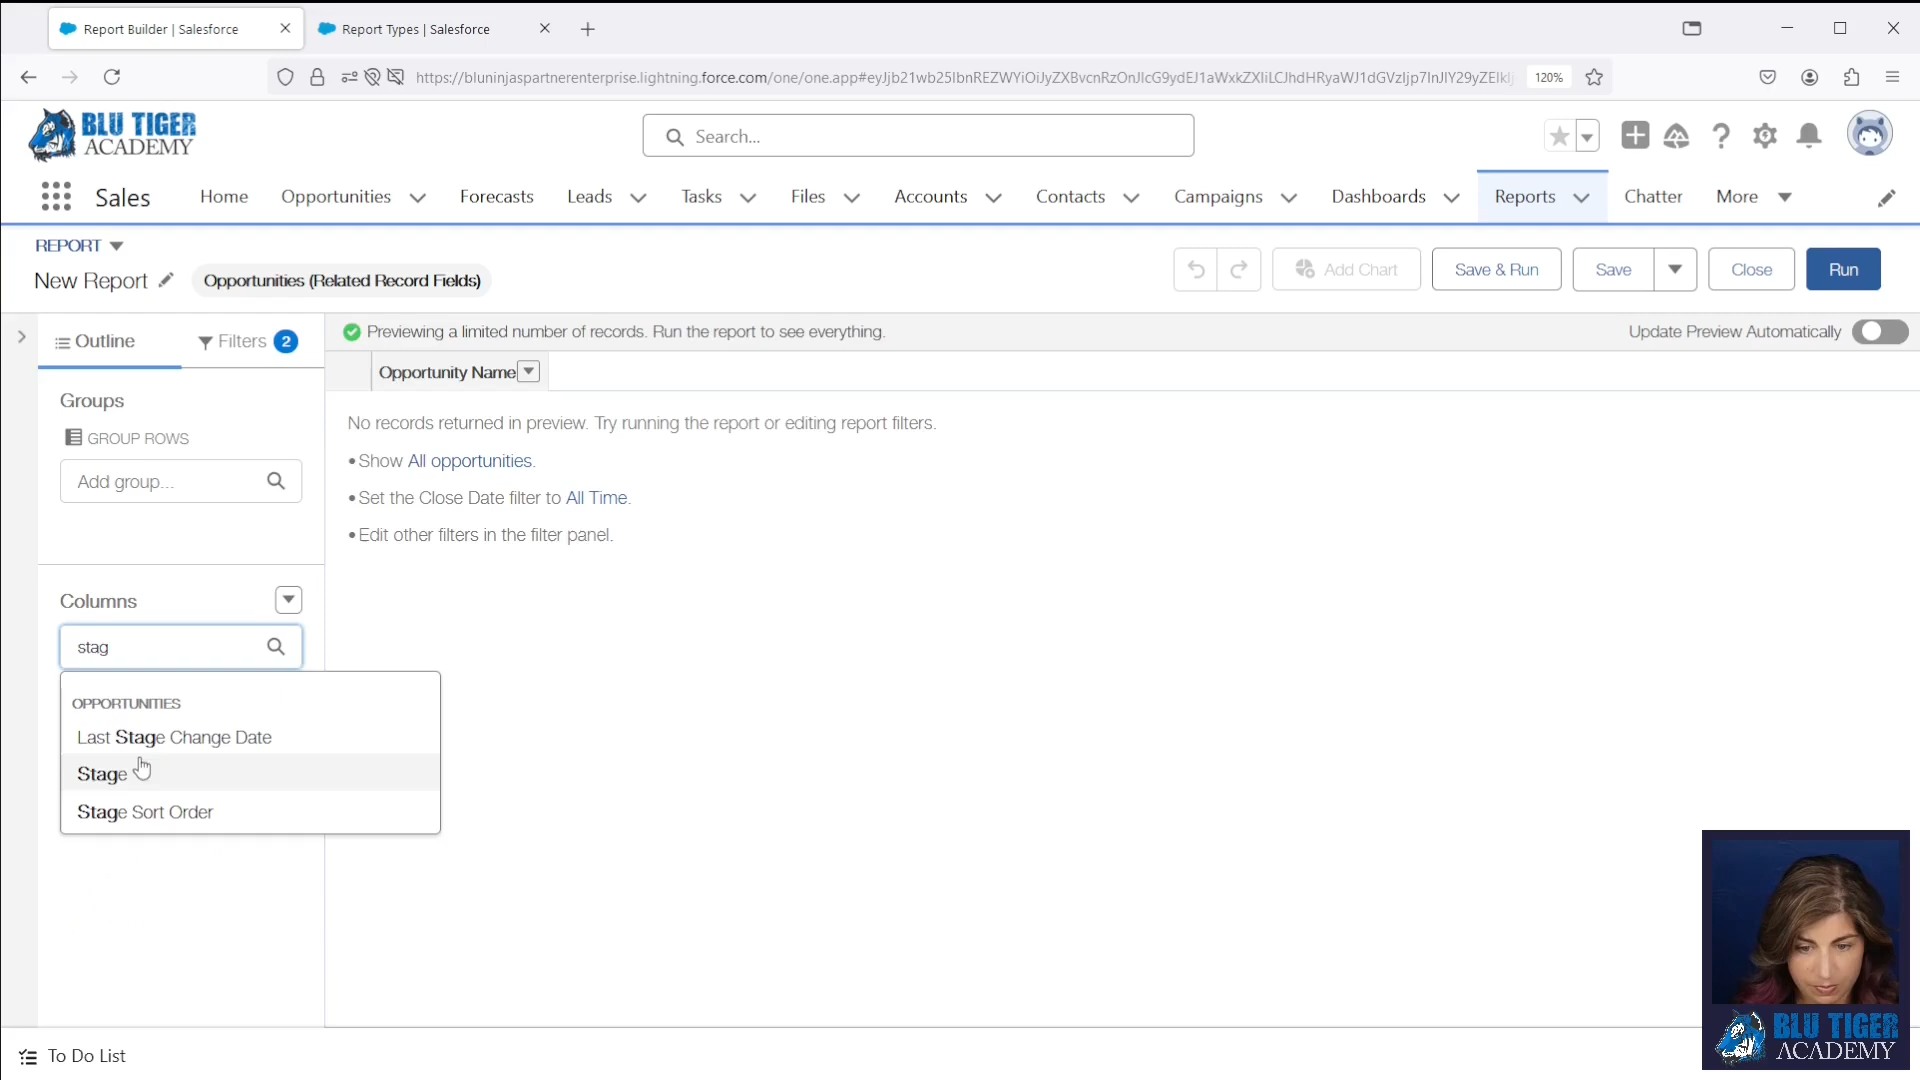 Report Builder | Salesforce
Report Types | Salesforce
https://bluninjaspartnerenterprise.lightning.force.com/one/one.app#
120%
BLU TIGER
ACADEMY
Search...
Sales
Home
Opportunities
Forecasts
Leads
Tasks
Files
Accounts
Contacts
Campaigns
Dashboards
Reports
Chatter
More
REPORT
New Report
Opportunities (Related Record Fields)
Add Chart
Save & Run
Save
Close
Run
Outline
Filters 2
Previewing a limited number of records. Run the report to see everything.
Update Preview Automatically
Groups
GROUP ROWS
Add group...
Opportunity Name
No records returned in preview. Try running the report or editing report filters.
•Show All opportunities.
•Set the Close Date filter to All Time.
•Edit other filters in the filter panel.
Columns
stag
OPPORTUNITIES
Last Stage Change Date
Stage
Stage Sort Order
To Do List
BLU TIGER
ACADEMY